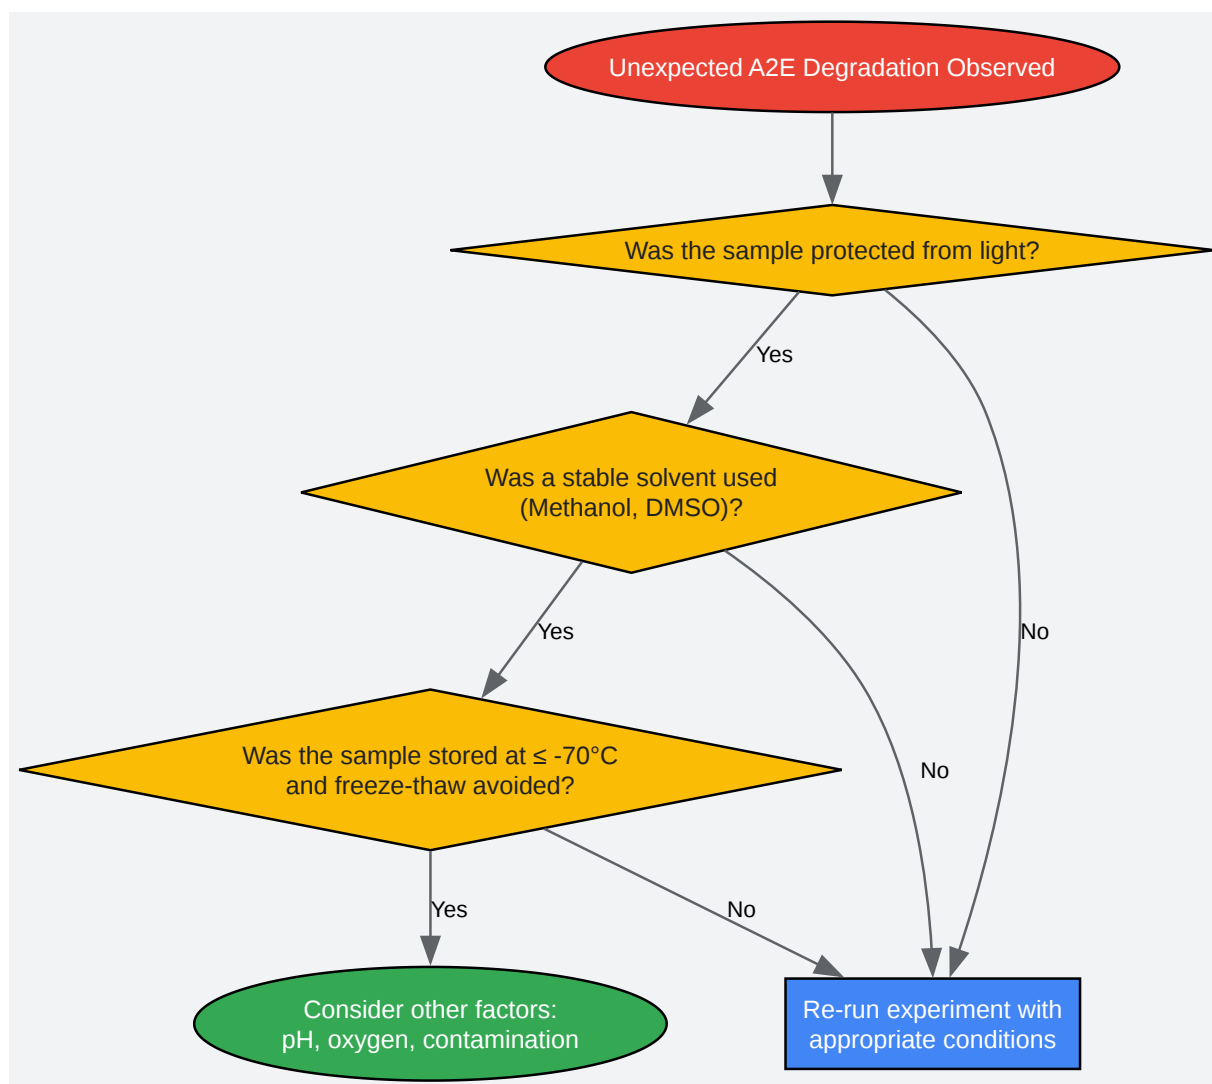 Unexpected A2E Degradation Observed
Was the sample protected from light?
Yes
Was a stable solvent used
(Methanol, DMSO)?
Yes
No
Was the sample stored at ≤ -70°C
and freeze-thaw avoided?
No
Yes
No
Consider other factors:
pH, oxygen, contamination
Re-run experiment with
appropriate conditions